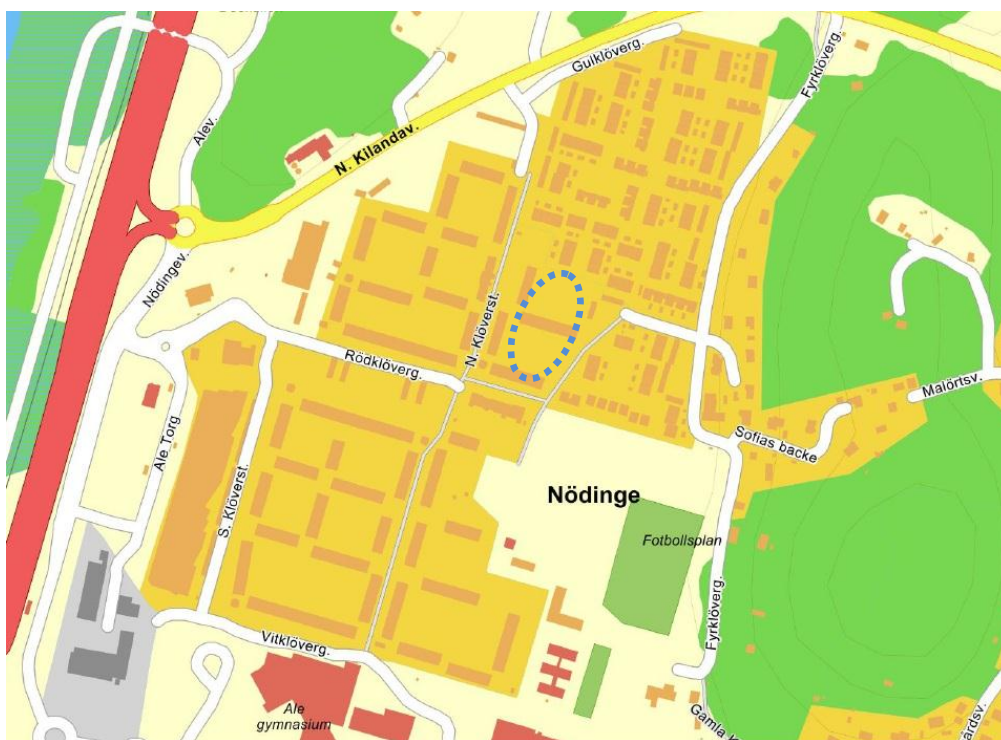 Gulklöverg.
Fyrklöverg.
Alev.
N. Kilandav.
Nödingev.
N. Klöverst.
Rödklöverg.
Malörtsv.
Sofias backe
Ale Torg
S. Klöverst.
Nödinge
Fotbollsplan
Vitklöverg.
Fyrklöverg.
Ale
gymnasium
Gamla K